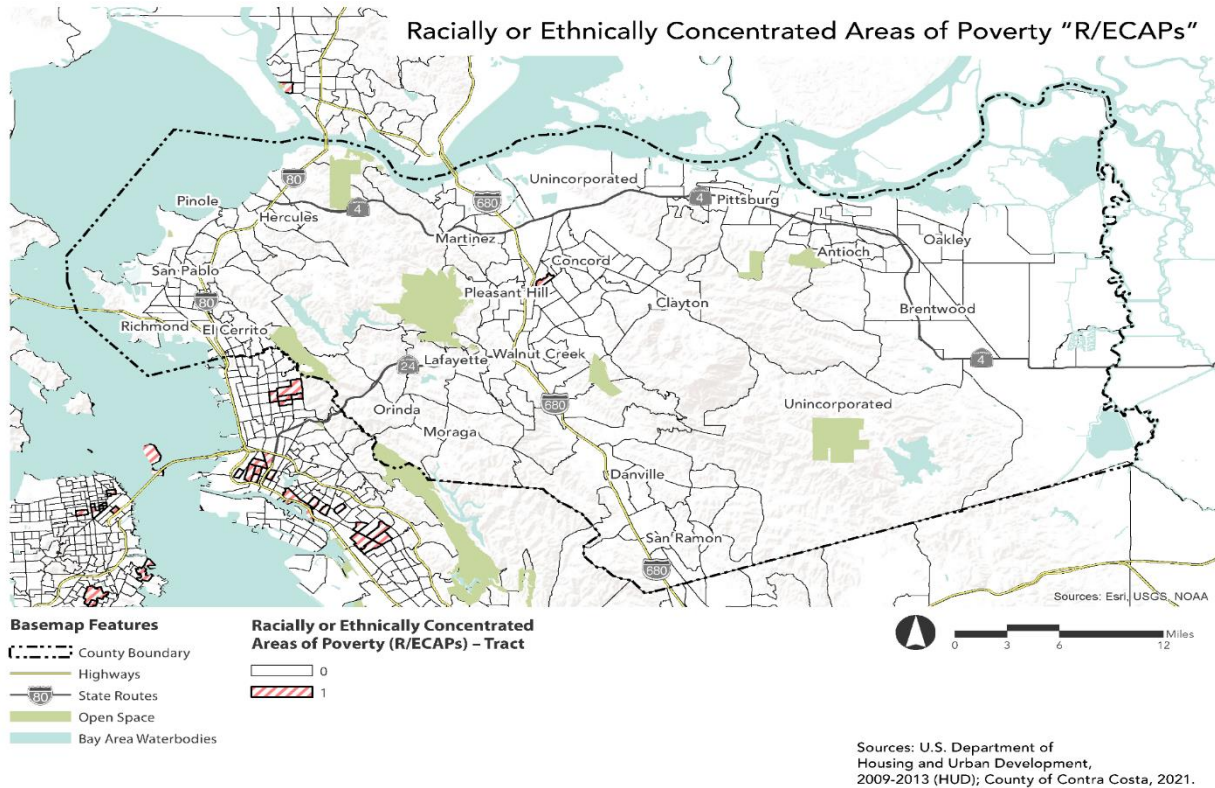 Racially or Ethnically Concentrated Areas of Poverty “R/ECAPs”
80
Unincorporated
Pinole
4
680
4
Pittsburg
Hercules
Martinez
Oakley
Antioch
Concord
San Pablo
Pleasant Hill
80
Clayton
Brentwood
Richmond
El Cerrito
24
Lafayette
Walnut Creek
4
Orinda
680
Unincorporated
Moraga
Danville
San Ramon
680
Sources: Esri, USGS, NOAA
Basemap Features
County Boundary
Highways
80
State Routes
Open Space
Bay Area Waterbodies
Racially or Ethnically Concentrated
Areas of Poverty (R/ECAPs) – Tract
0
1
Miles
0 3 6 12
Sources: U.S. Department of
Housing and Urban Development,
2009-2013 (HUD); County of Contra Costa, 2021.